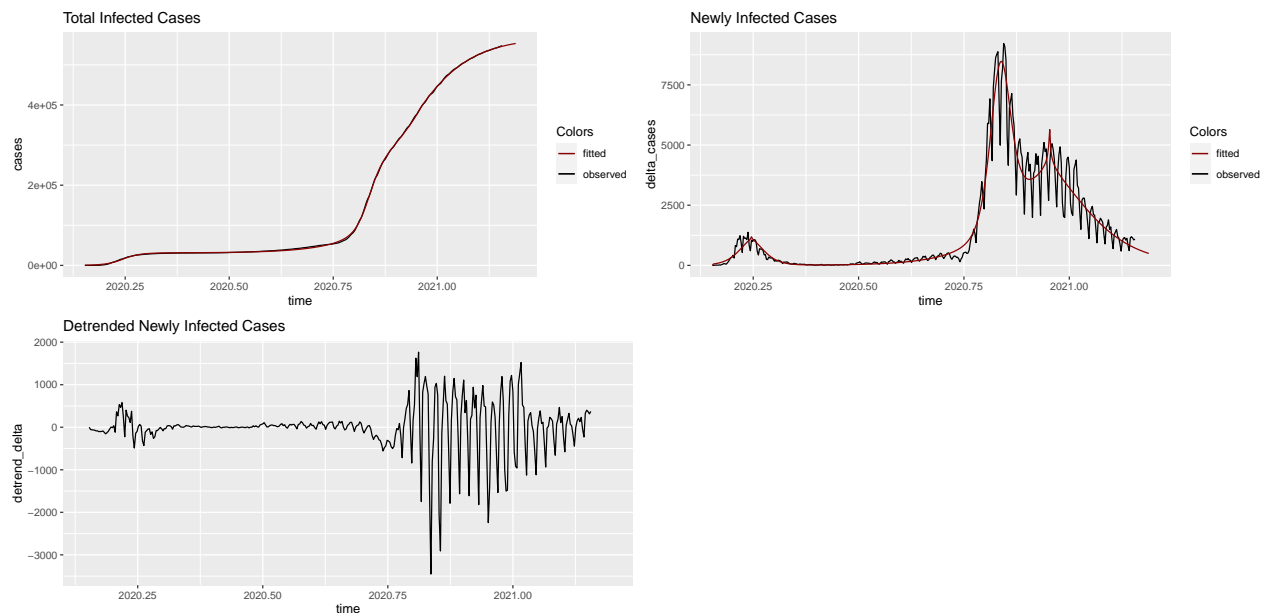 Total Infected Cases
cases
4e+05
2e+05
0e+00
2020.25
2020.50
2020.75
2021.00
time
Colors
fitted
observed
Newly Infected Cases
delta_cases
7500
5000
2500
0
2020.25
2020.50
2020.75
2021.00
time
Colors
fitted
observed
Detrended Newly Infected Cases
detrend_delta
2000
1000
0
−1000
−2000
−3000
2020.25
2020.50
2020.75
2021.00
time